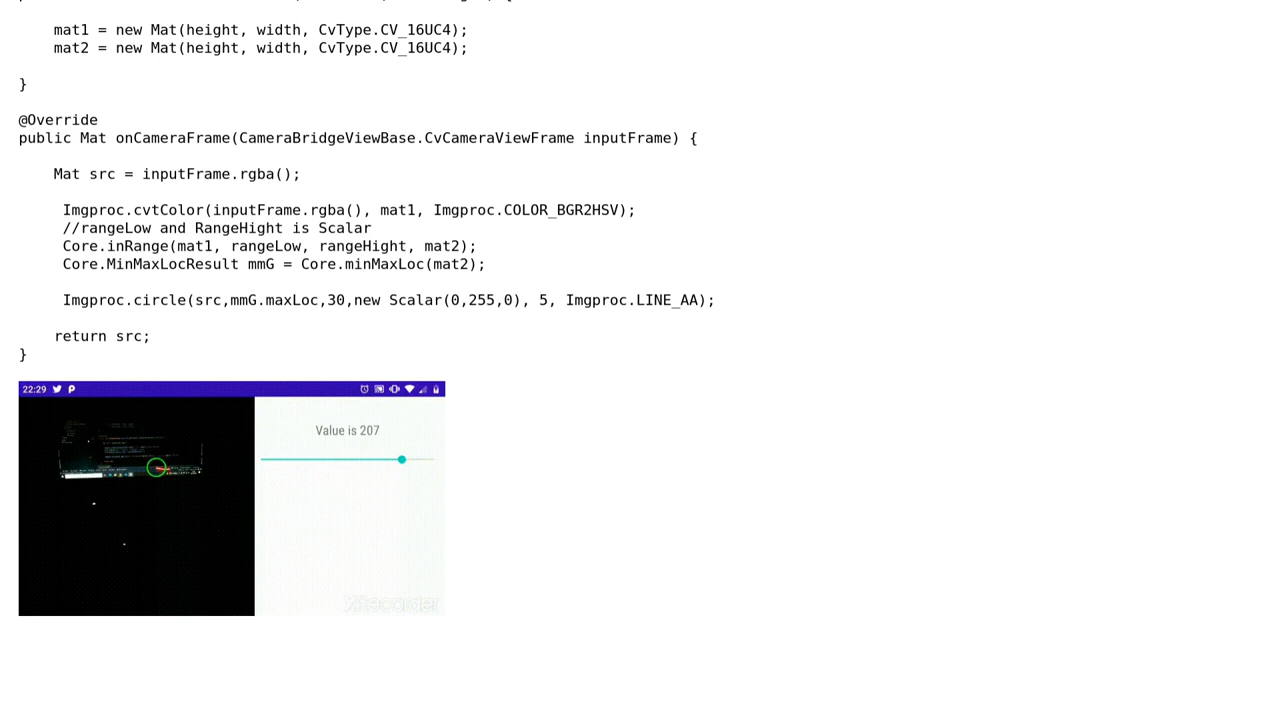 mat1 = new Mat(height, width, CvType.CV_16UC4);
mat2 = new Mat(height, width, CvType.CV_16UC4);
}
@Override
public Mat onCameraFrame(CameraBridgeViewBase.CvCameraViewFrame inputFrame) {
Mat src = inputFrame.rgba();
Imgproc.cvtColor(inputFrame.rgba(), mat1, Imgproc.COLOR_BGR2HSV);
//rangeLow and RangeHight is Scalar
Core.inRange(mat1, rangeLow, rangeHight, mat2);
Core.MinMaxLocResult mmG = Core.minMaxLoc(mat2);
Imgproc.circle(src,mmG.maxLoc,30,new Scalar(0,255,0), 5, Imgproc.LINE_AA);
return src;
}
22:29
Value is 207